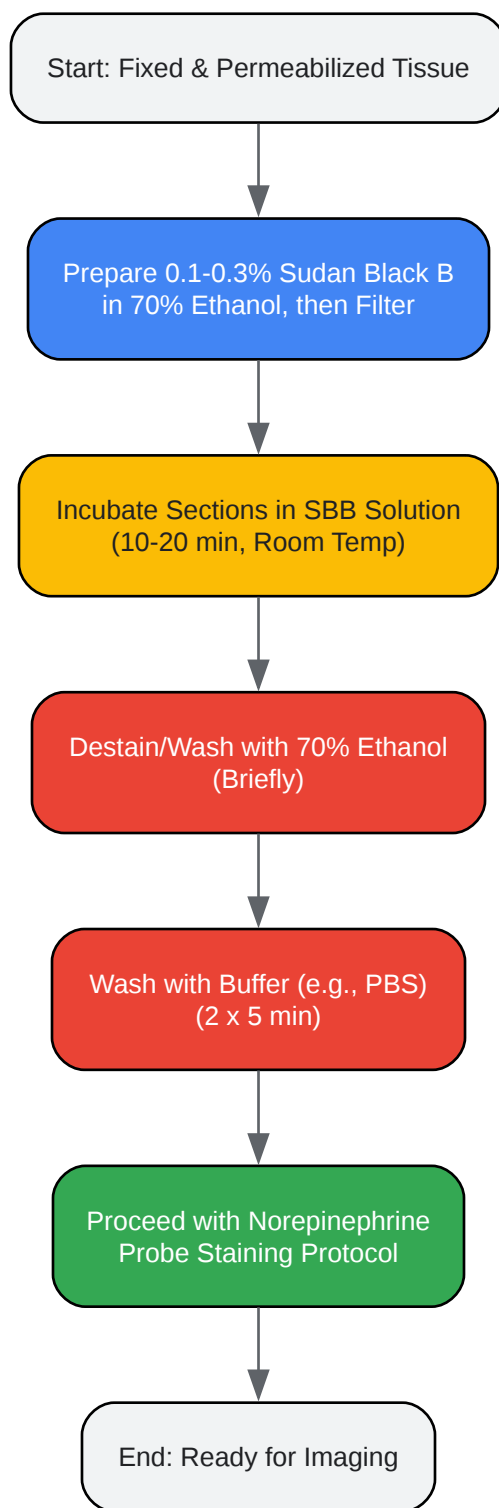 Start: Fixed & Permeabilized Tissue
Prepare 0.1-0.3% Sudan Black B
in 70% Ethanol, then Filter
Incubate Sections in SBB Solution
(10-20 min, Room Temp)
Destain/Wash with 70% Ethanol
(Briefly)
Wash with Buffer (e.g., PBS)
(2 x 5 min)
Proceed with Norepinephrine
Probe Staining Protocol
End: Ready for Imaging